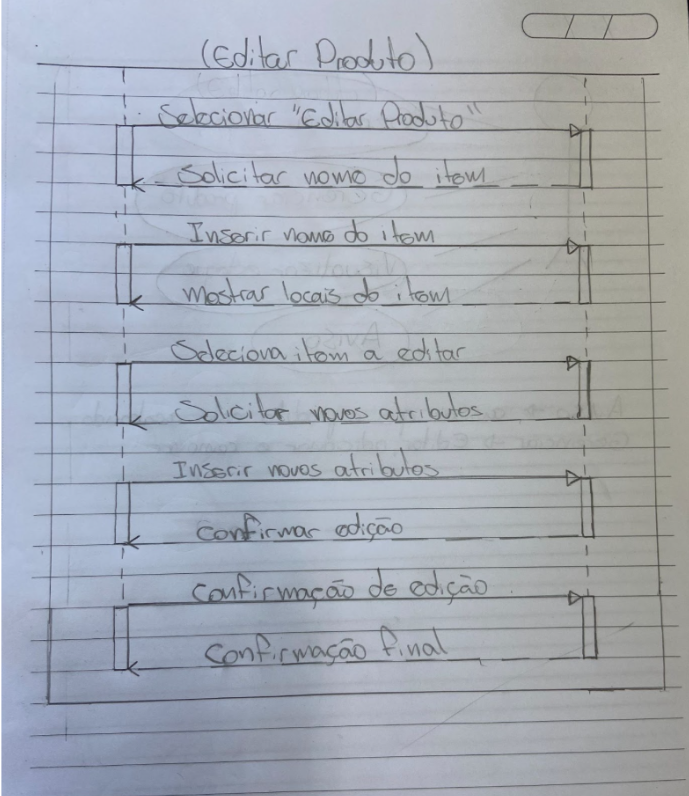 (Editar Produto)
Selecionar "Editar Produto"
Solicitar nome do item
Inserir nome do item
Mostrar locais do item
Seleciona item a editar
Solicitar novos atributos
Inserir novos atributos
Confirmar edição
Confirmação de edição
Confirmação final